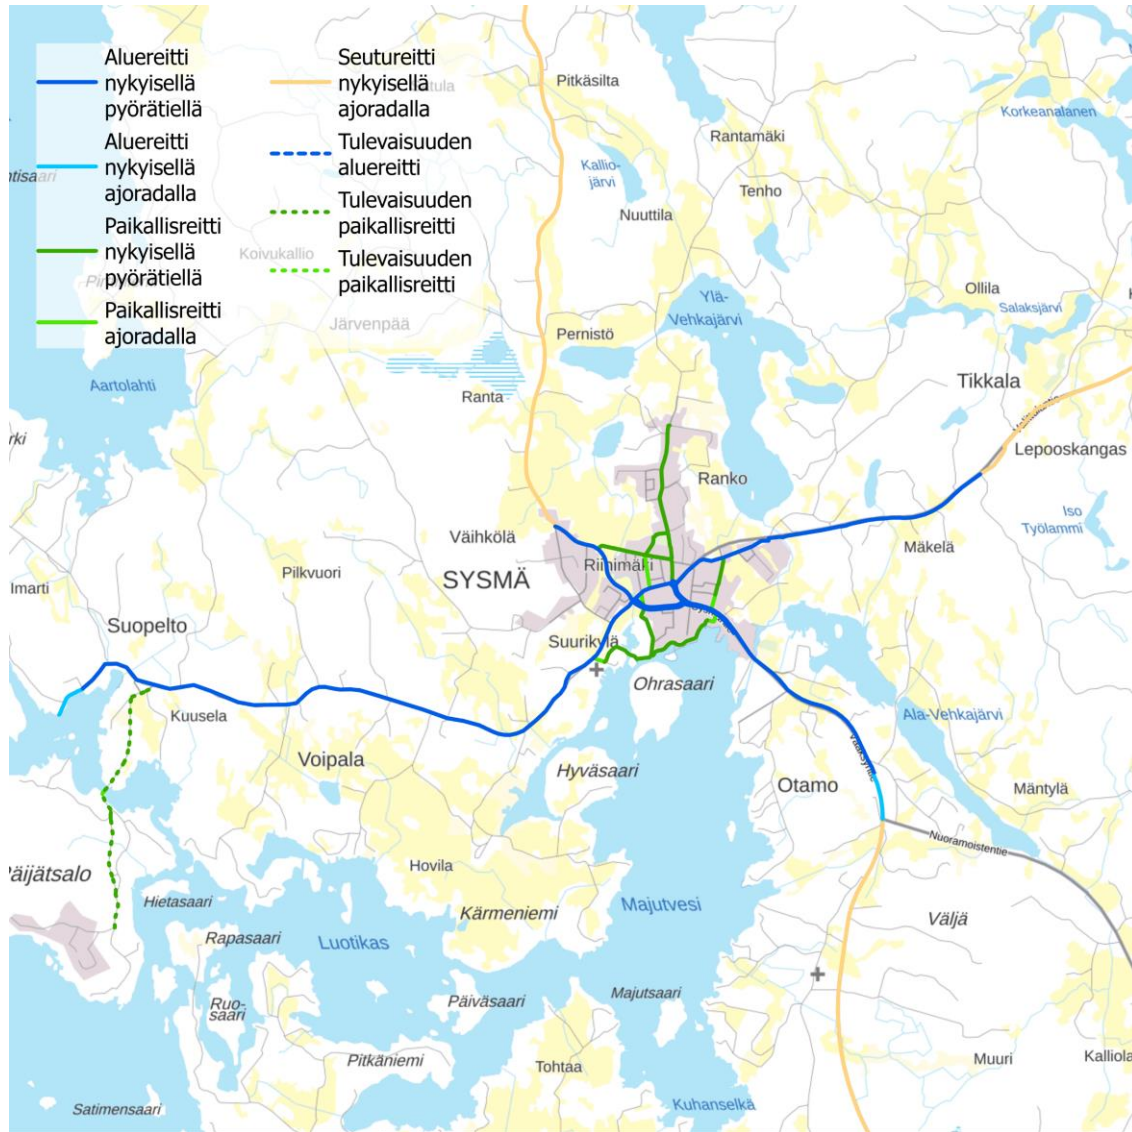 Aluereitti
nykyisellä
pyörätiellä
Aluereitti
nykyisellä
ajoradalla
Paikallisreitti
nykyisellä
pyörätiellä
Paikallisreitti
ajoradalla
Seutureitti
nykyisellä
ajoradalla
Tulevaisuuden
aluereitti
Tulevaisuuden
paikallisreitti
Tulevaisuuden
paikallisreitti
Pitkäsilta
Korkeanalanen
Rantamäki
Kallio-
järvi
Tenho
Nuuttila
Koivukallio
Järvenpää
Ylä-
Vehkajärvi
Ollila
Salaksjärvi
Pernistö
Aartolahti
Ranta
Tikkala
Lepooskangas
Ranko
Iso
Työlammi
Väihkölä
Mäkelä
Riihimäki
SYSMÄ
Pilkvuori
Imarti
Suopelto
Suurikylä
Ohrasaari
Kuusela
Ala-Vehkajärvi
Voipala
Hyväsaari
Otamo
Mäntylä
Nuoramoistentie
Hovila
äijätsalo
Hietasaari
Kärmeniemi
Majutvesi
Väljä
Rapasaari
Luotikas
Ruo-
saari
Päiväsaari
Majutsaari
Pitkäniemi
Tohtaa
Muuri
Kalliola
Satimensaari
Kuhanselkä